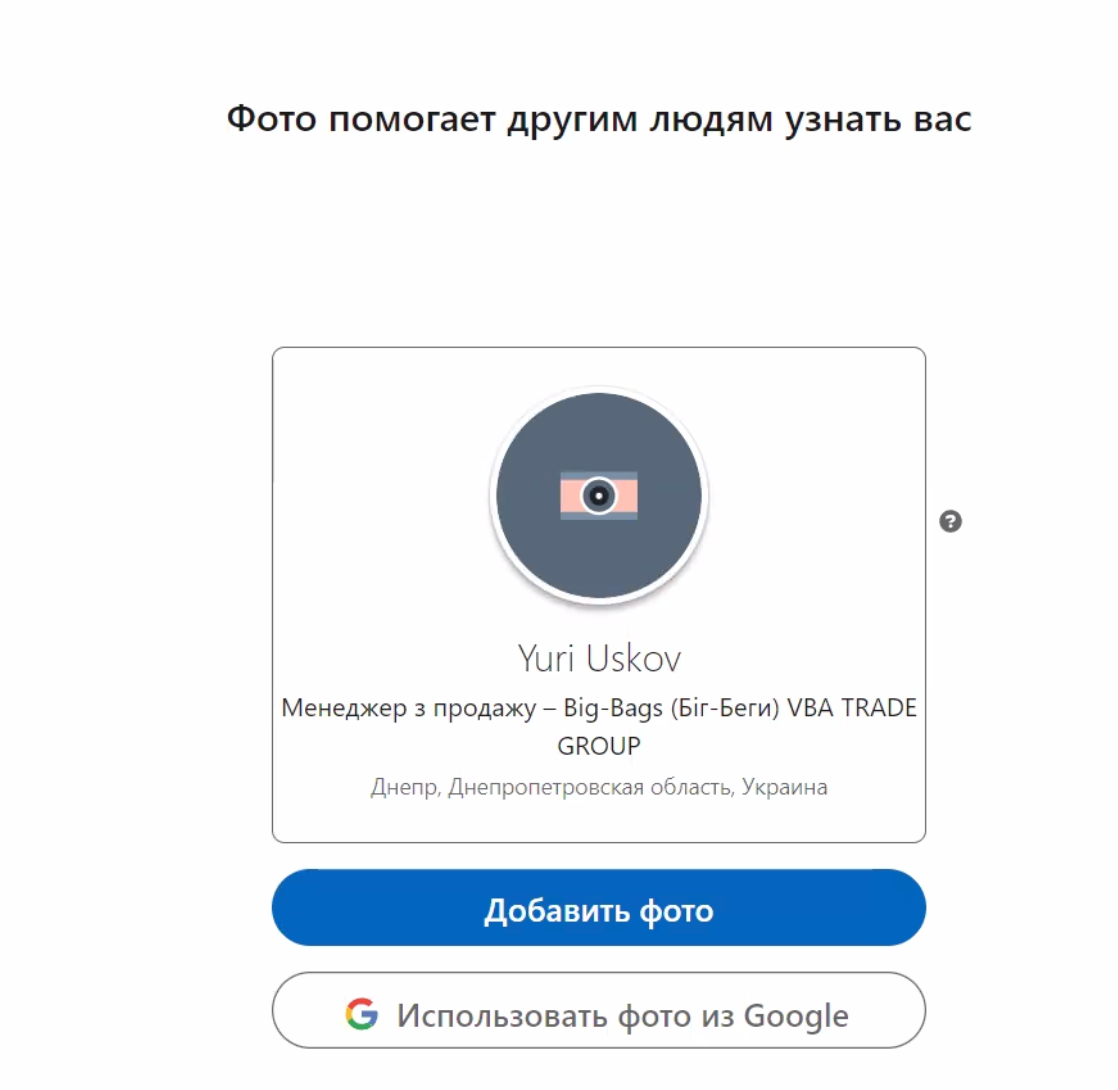 Фото помогает другим людям узнать вас
?
Yuri Uskov
Менеджер з продажу – Big-Bags (Біг-Беги) VBA TRADE
GROUP
Днепр, Днепропетровская область, Украина
Добавить фото
Использовать фото из Google